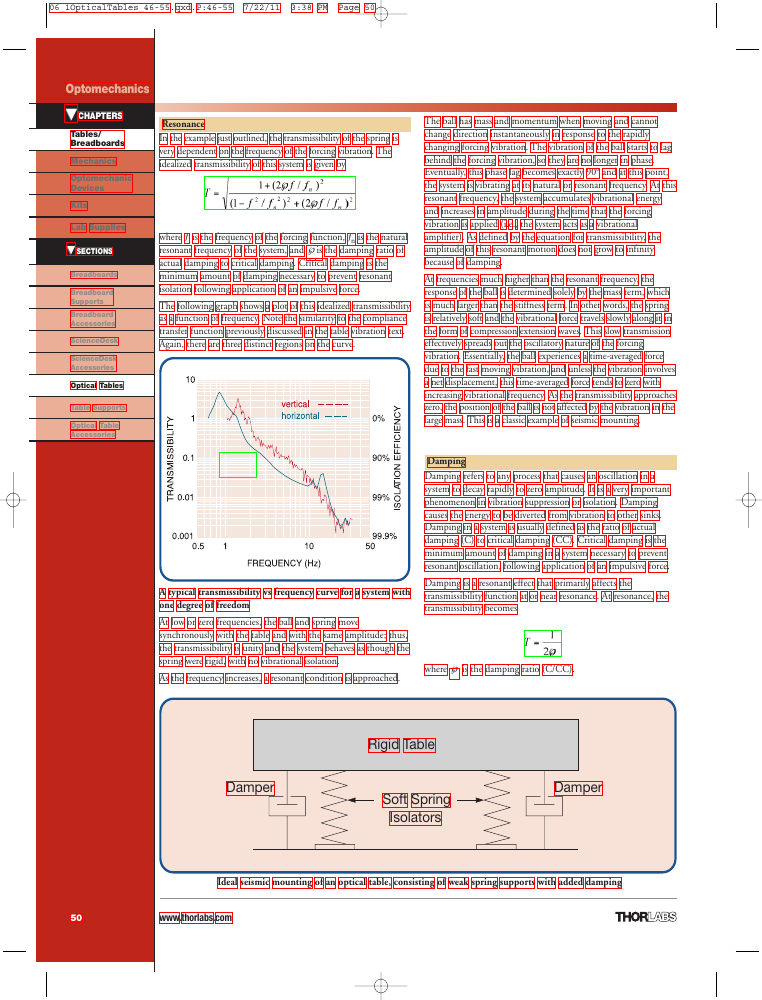 06 1OpticalTables 46-55.qxd.P:46-55 7/22/11 3:38 PM Page 50
Optomechanics
▼CHAPTERS
Tables/
Breadboards
Mechanics
Optomechanic
Devices
Kits
Lab Supplies
▼SECTIONS
Breadboards
Breadboard
Supports
Breadboard
Accessories
ScienceDesk
ScienceDesk
Accessories
Optical Tables
Table Supports
Optical Table
Accessories
Resonance
In the example just outlined, the transmissibility of the spring is
very dependent on the frequency of the forcing vibration. The
idealized transmissibility of this system is given by
T = √ 1 + (2℘ f / fn )² / (1 − f ² / fn²)² + (2℘ f / fn )²
where f is the frequency of the forcing function, fn is the natural
resonant frequency of the system, and ℘ is the damping ratio of
actual damping to critical damping. Critical damping is the
minimum amount of damping necessary to prevent resonant
isolation following application of an impulsive force.
The following graph shows a plot of this idealized transmissibility
as a function of frequency. Note the similarity to the compliance
transfer function previously discussed in the table vibration text.
Again, there are three distinct regions on the curve.
TRANSMISSIBILITY
10
1
0.1
0.01
0.001
vertical
horizontal
0%
90%
99%
99.9%
ISOLATION EFFICIENCY
0.5 1 10 50
FREQUENCY (Hz)
A typical transmissibility vs frequency curve for a system with
one degree of freedom
At low or zero frequencies, the ball and spring move
synchronously with the table and with the same amplitude; thus,
the transmissibility is unity and the system behaves as though the
spring were rigid, with no vibrational isolation.
As the frequency increases, a resonant condition is approached.
The ball has mass and momentum when moving and cannot
change direction instantaneously in response to the rapidly
changing forcing vibration. The vibration of the ball starts to lag
behind the forcing vibration, so they are no longer in phase.
Eventually, this phase lag becomes exactly 90° and at this point,
the system is vibrating at its natural or resonant frequency. At this
resonant frequency, the system accumulates vibrational energy
and increases in amplitude during the time that the forcing
vibration is applied (i.e., the system acts as a vibrational
amplifier). As defined by the equation for transmissibility, the
amplitude of this resonant motion does not grow to infinity
because of damping.
At frequencies much higher than the resonant frequency, the
response of the ball is determined solely by the mass term, which
is much larger than the stiffness term. In other words, the spring
is relatively soft and the vibrational force travels slowly along it in
the form of compression extension waves. This slow transmission
effectively spreads out the oscillatory nature of the forcing
vibration. Essentially, the ball experiences a time-averaged force
due to the fast moving vibration, and unless the vibration involves
a net displacement, this time-averaged force tends to zero with
increasing vibrational frequency. As the transmissibility approaches
zero, the position of the ball is not affected by the vibration in the
large mass. This is a classic example of seismic mounting.
Damping
Damping refers to any process that causes an oscillation in a
system to decay rapidly to zero amplitude. It is a very important
phenomenon in vibration suppression or isolation. Damping
causes the energy to be diverted from vibration to other sinks.
Damping in a system is usually defined as the ratio of actual
damping (C) to critical damping (CC). Critical damping is the
minimum amount of damping in a system necessary to prevent
resonant oscillation, following application of an impulsive force.
Damping is a resonant effect that primarily affects the
transmissibility function at or near resonance. At resonance, the
transmissibility becomes
T = 1 / 2℘
where ℘ is the damping ratio (C/CC).
Rigid Table
Damper
Damper
Soft Spring
Isolators
Ideal seismic mounting of an optical table, consisting of weak spring supports with added damping
50
www.thorlabs.com
THORLABS